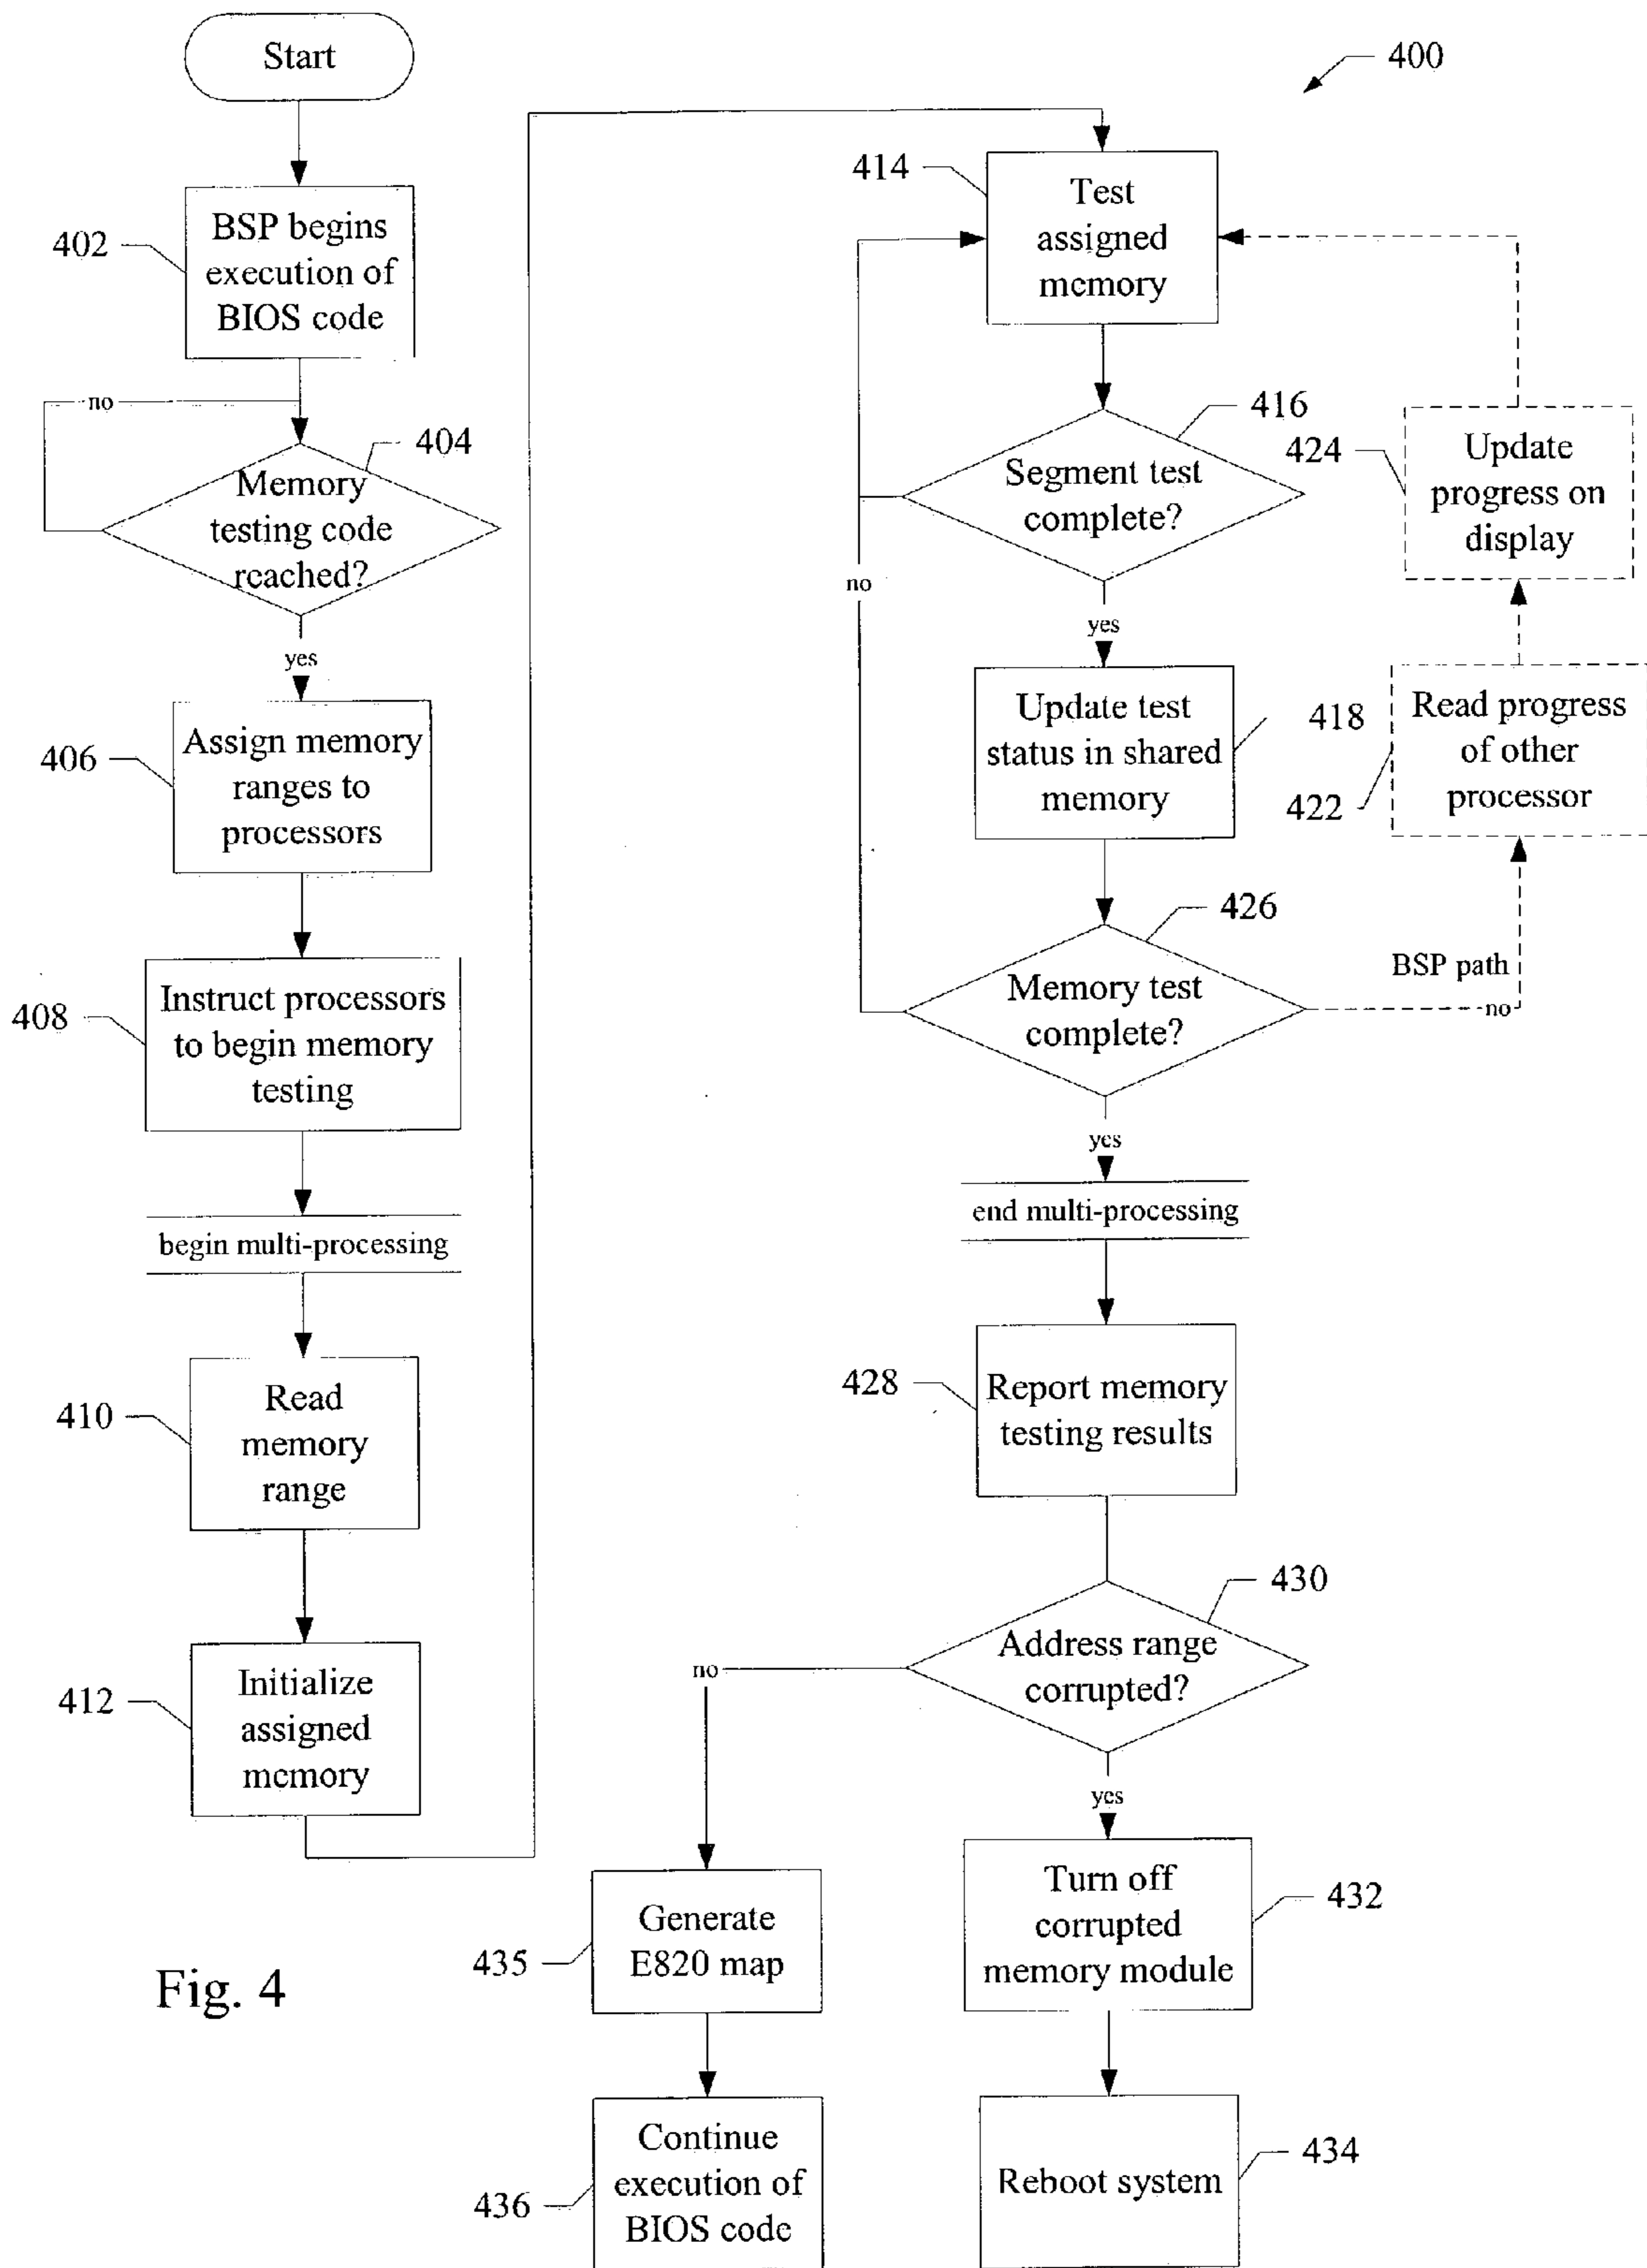 Start
400
402
BSP begins
execution of
BIOS code
no
404
Memory
testing code
reached?
yes
406
Assign memory
ranges to
processors
408
Instruct processors
to begin memory
testing
begin multi-processing
410
Read
memory
range
412
Initialize
assigned
memory
414
Test
assigned
memory
416
Segment test
complete?
no
yes
418
Update test
status in shared
memory
424
Update
progress on
display
422
Read progress
of other
processor
426
Memory test
complete?
BSP path
no
yes
end multi-processing
428
Report memory
testing results
430
Address range
corrupted?
no
yes
432
Turn off
corrupted
memory module
435
Generate
E820 map
434
Reboot system
436
Continue
execution of
BIOS code
Fig. 4